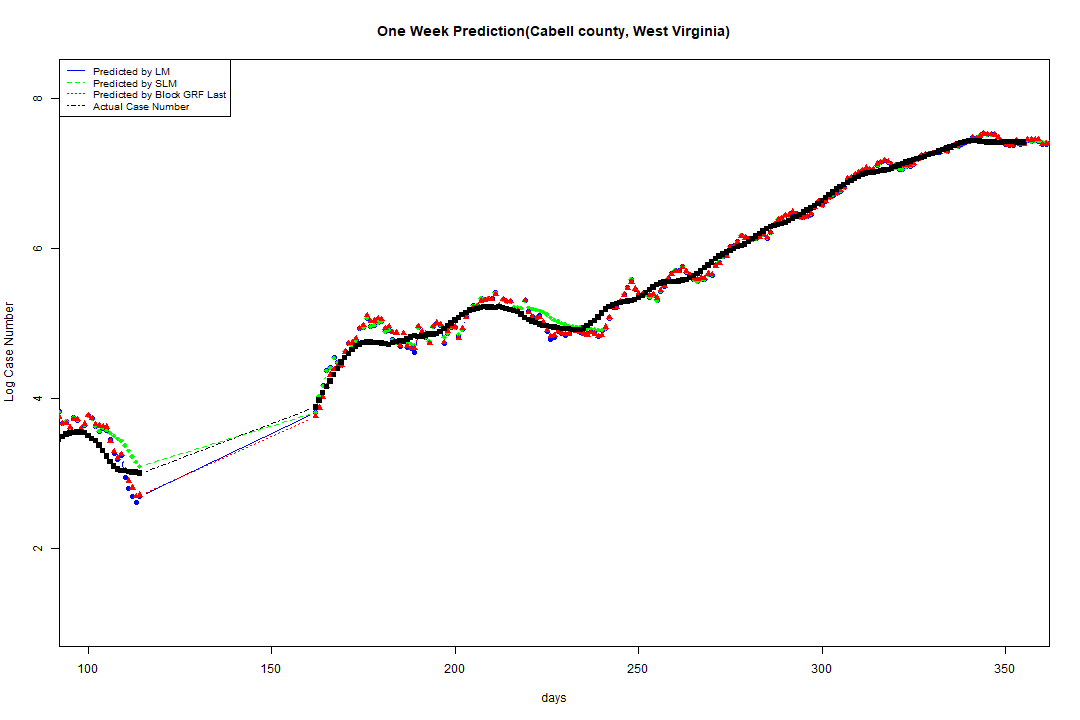 One Week Prediction(Cabell county, West Virginia)
Predicted by LM
Predicted by SLM
Predicted by Block GRF Last
Actual Case Number
8
6
4
2
Log Case Number
100 150 200 250 300 350
days